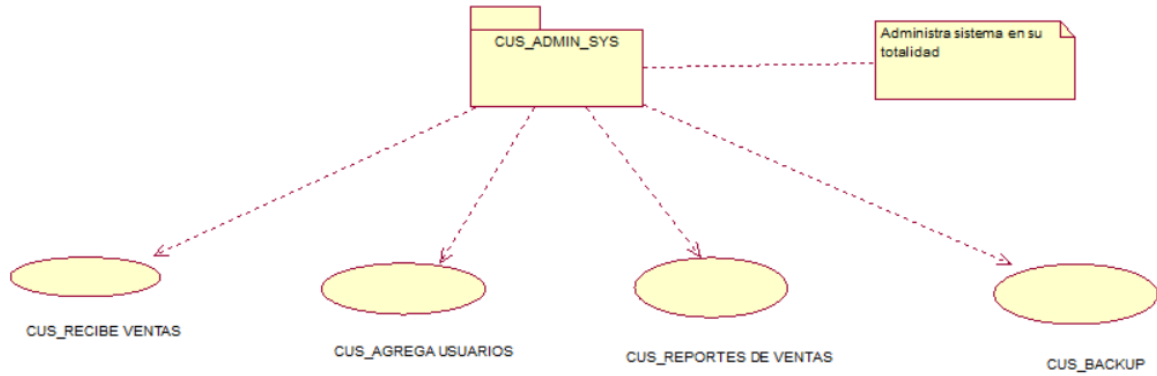 CUS_ADMIN_SYS
Administra sistema en su
totalidad
CUS_RECIBE VENTAS
CUS_AGREGA USUARIOS
CUS_REPORTES DE VENTAS
CUS_BACKUP